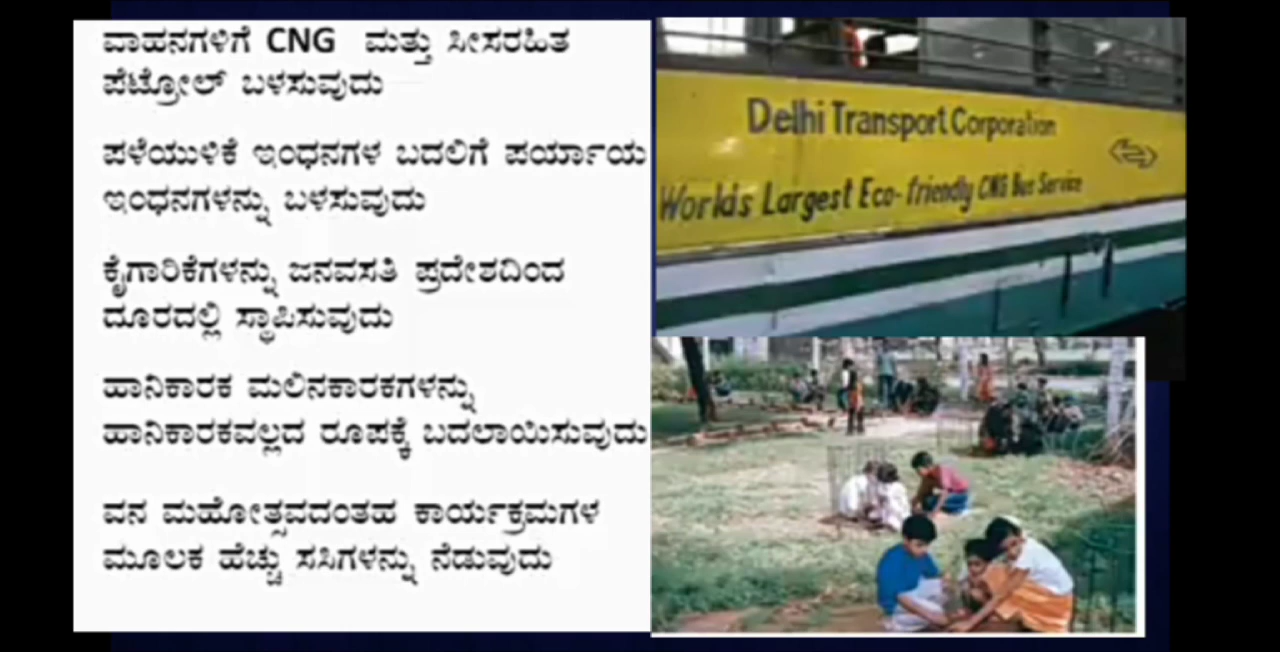 ವಾಹನಗಳಿಗೆ CNG ಮತ್ತು ಸೀಸರಹಿತ
ಪೆಟ್ರೋಲ್ ಬಳಸುವುದು
ಪಳೆಯುಳಿಕೆ ಇಂಧನಗಳ ಬದಲಿಗೆ ಪರ್ಯಾಯ
ಇಂಧನಗಳನ್ನು ಬಳಸುವುದು
ಕೈಗಾರಿಕೆಗಳನ್ನು ಜನವಸತಿ ಪ್ರದೇಶದಿಂದ
ದೂರದಲ್ಲಿ ಸ್ಥಾಪಿಸುವುದು
ಹಾನಿಕಾರಕ ಮಲಿನಕಾರಕಗಳನ್ನು
ಹಾನಿಕಾರಕವಲ್ಲದ ರೂಪಕ್ಕೆ ಬದಲಾಯಿಸುವುದು
ವನ ಮಹೋತ್ಸವದಂತಹ ಕಾರ್ಯಕ್ರಮಗಳ
ಮೂಲಕ ಹೆಚ್ಚು ಸಸಿಗಳನ್ನು ನೆಡುವುದು
Delhi Transport Corporation
Worlds Largest Eco-friendly CNG Bus Service